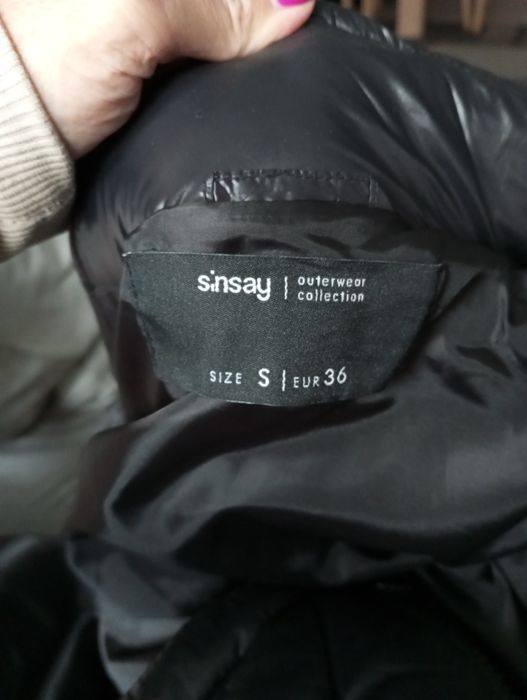 sinsay
outerwear
collection
SIZE S EUR 36